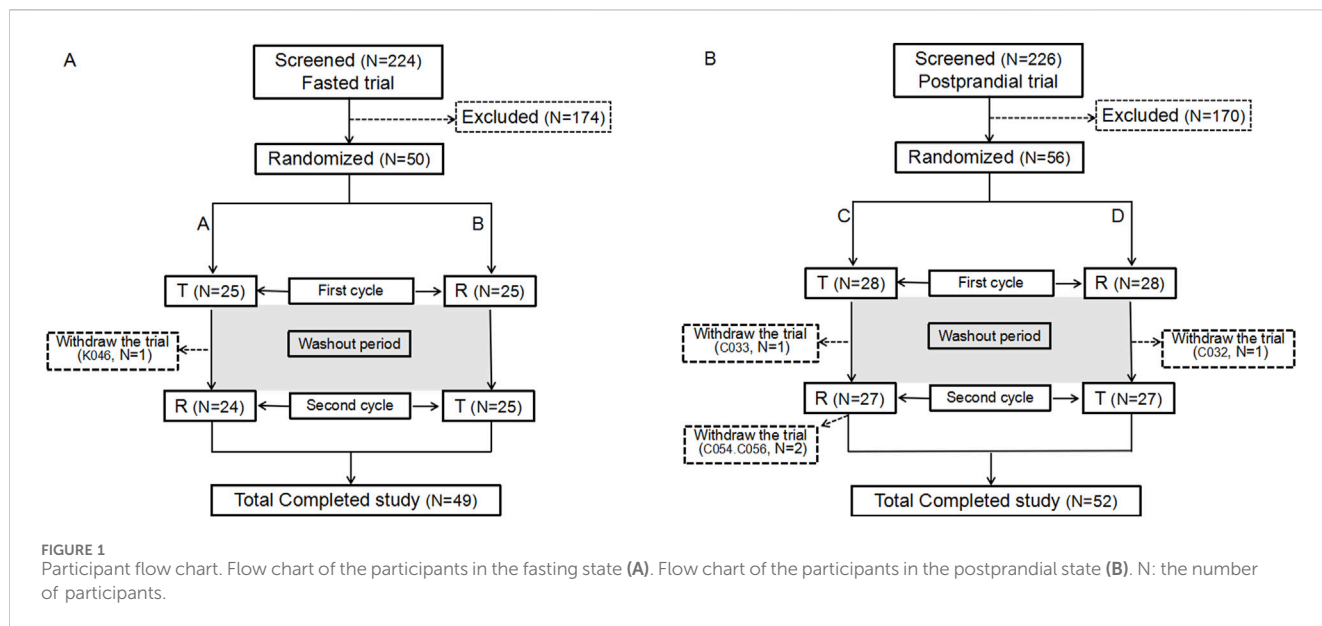 A
Screened (N=224)
Fasted trial
Excluded (N=174)
Randomized (N=50)
A
B
T (N=25)
First cycle
R (N=25)
Withdraw the trial
(K046, N=1)
Washout period
R (N=24)
Second cycle
T (N=25)
Total Completed study (N=49)
B
Screened (N=226)
Postprandial trial
Excluded (N=170)
Randomized (N=56)
C
D
T (N=28)
First cycle
R (N=28)
Withdraw the trial
(C033, N=1)
Washout period
Withdraw the trial
(C032, N=1)
R (N=27)
Second cycle
T (N=27)
Withdraw the trial
(C054.C056, N=2)
Total Completed study (N=52)
FIGURE 1
Participant flow chart. Flow chart of the participants in the fasting state (A). Flow chart of the participants in the postprandial state (B). N: the number
of participants.